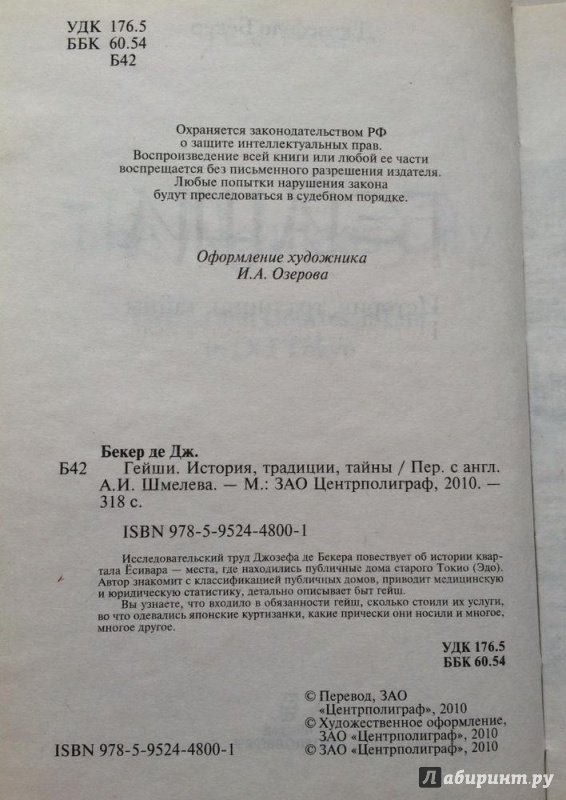 УДК 176.5
ББК 60.54
Б42
Охраняется законодательством РФ
о защите интеллектуальных прав.
Воспроизведение всей книги или любой ее части
воспрещается без письменного разрешения издателя.
Любые попытки нарушения закона
будут преследоваться в судебном порядке.
Оформление художника
И.А. Озерова
Бекер де Дж.
Б42 Гейши. История, традиции, тайны / Пер. с англ.
А.И. Шмелева. — М.: ЗАО Центрполиграф, 2010. —
318 с.
ISBN 978-5-9524-4800-1
Исследовательский труд Джозефа де Бекера повествует об истории квар-
тала Ёсивара — места, где находились публичные дома старого Токио (Эдо).
Автор знакомит с классификацией публичных домов, приводит медицинскую
и юридическую статистику, детально описывает быт гейш.
Вы узнаете, что входило в обязанности гейш, сколько стоили их услуги,
во что одевались японские куртизанки, какие прически они носили и многое,
многое другое.
УДК 176.5
ББК 60.54
© Перевод, ЗАО
«Центрполиграф», 2010
© Художественное оформление,
ЗАО «Центрполиграф», 2010
ISBN 978-5-9524-4800-1 © ЗАО «Центрполиграф», 2010
Лабиринт.ру